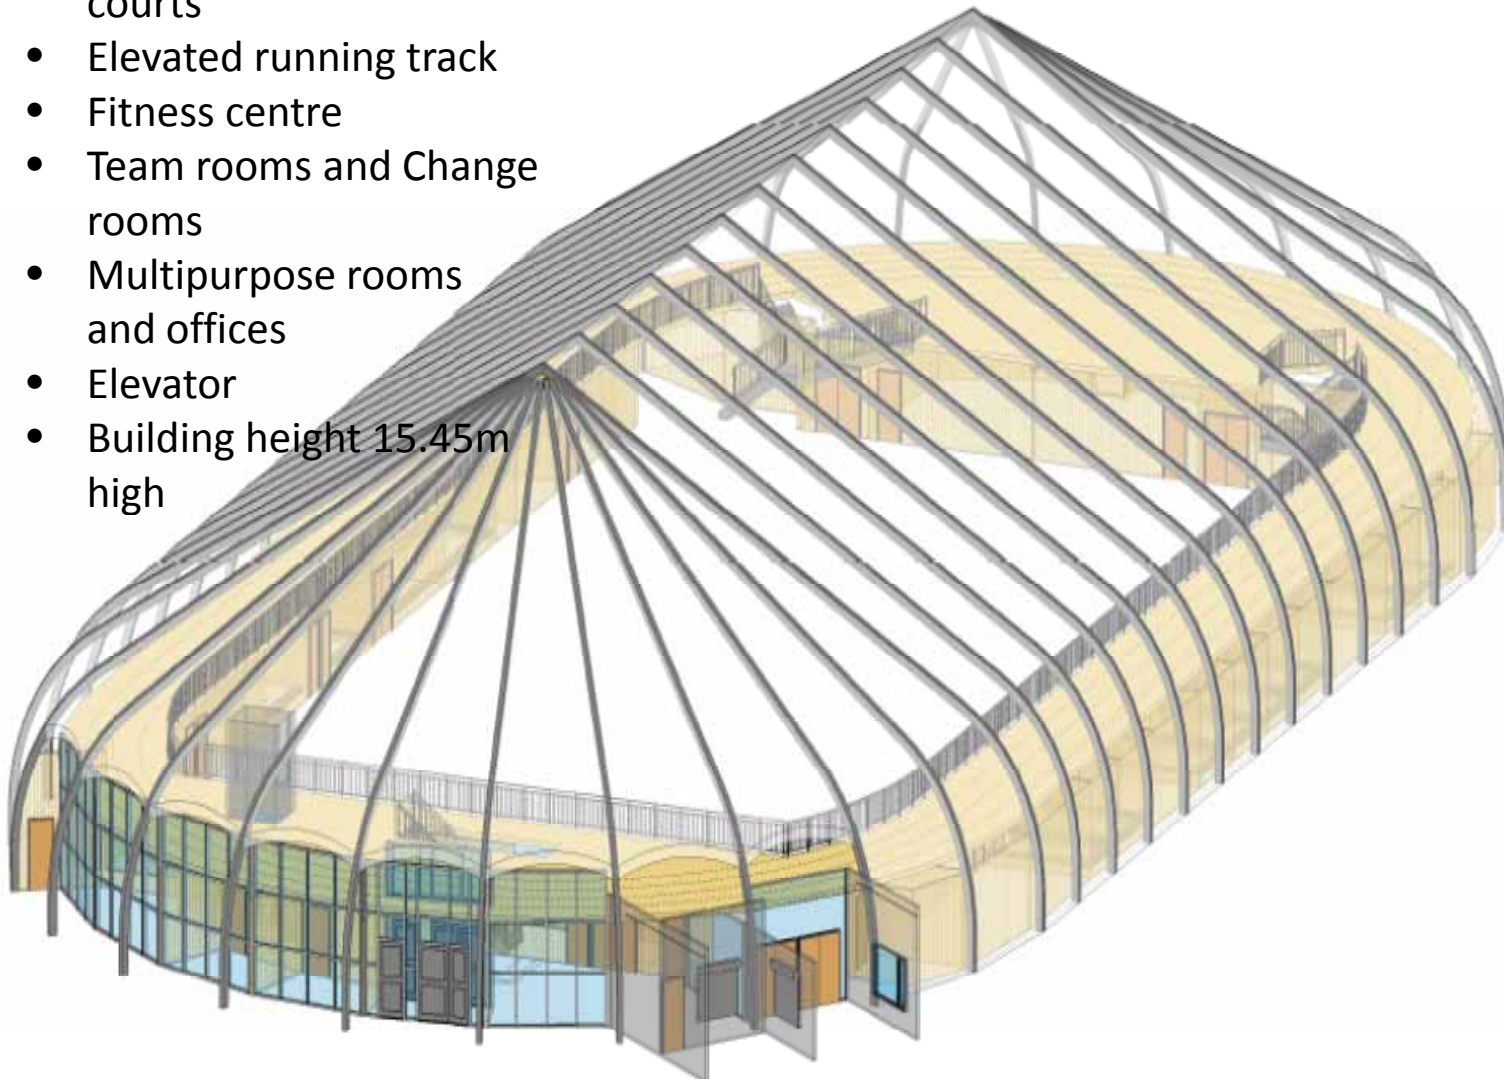 courts
• Elevated running track
• Fitness centre
• Team rooms and Change
rooms
• Multipurpose rooms
and offices
• Elevator
• Building height 15.45m
high